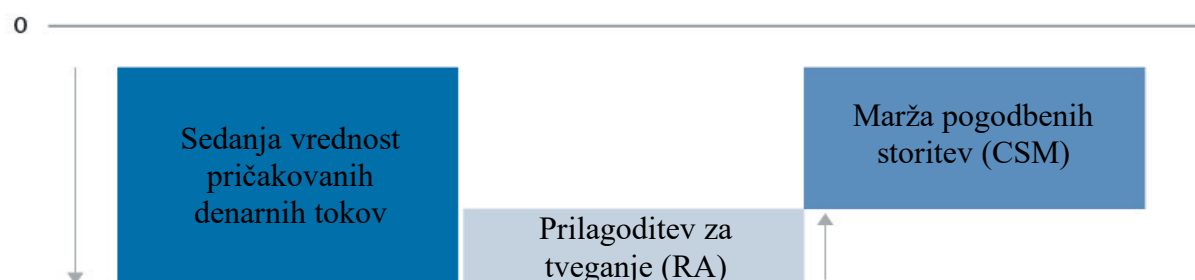 0
Sedanja vrednost
pričakovanih
denarnih tokov
Prilagoditev za
tveganje (RA)
Marža pogodbenih
storitev (CSM)